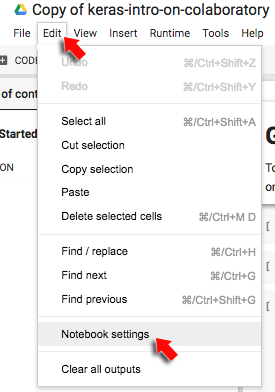 Copy of keras-intro-on-colaboratory
File Edit View Insert Runtime Tools Help
COD
Undo ⌘/Ctrl+Shift+Z
Redo ⌘/Ctrl+Shift+Y
of cont
Select all ⌘/Ctrl+Shift+A
Started
Cut selection
ON
Copy selection
To
Paste
on
Delete selected cells ⌘/Ctrl+M D
[
Find / replace ⌘/Ctrl+H
[
Find next ⌘/Ctrl+G
Find previous ⌘/Ctrl+Shift+G
[
Notebook settings
Clear all outputs